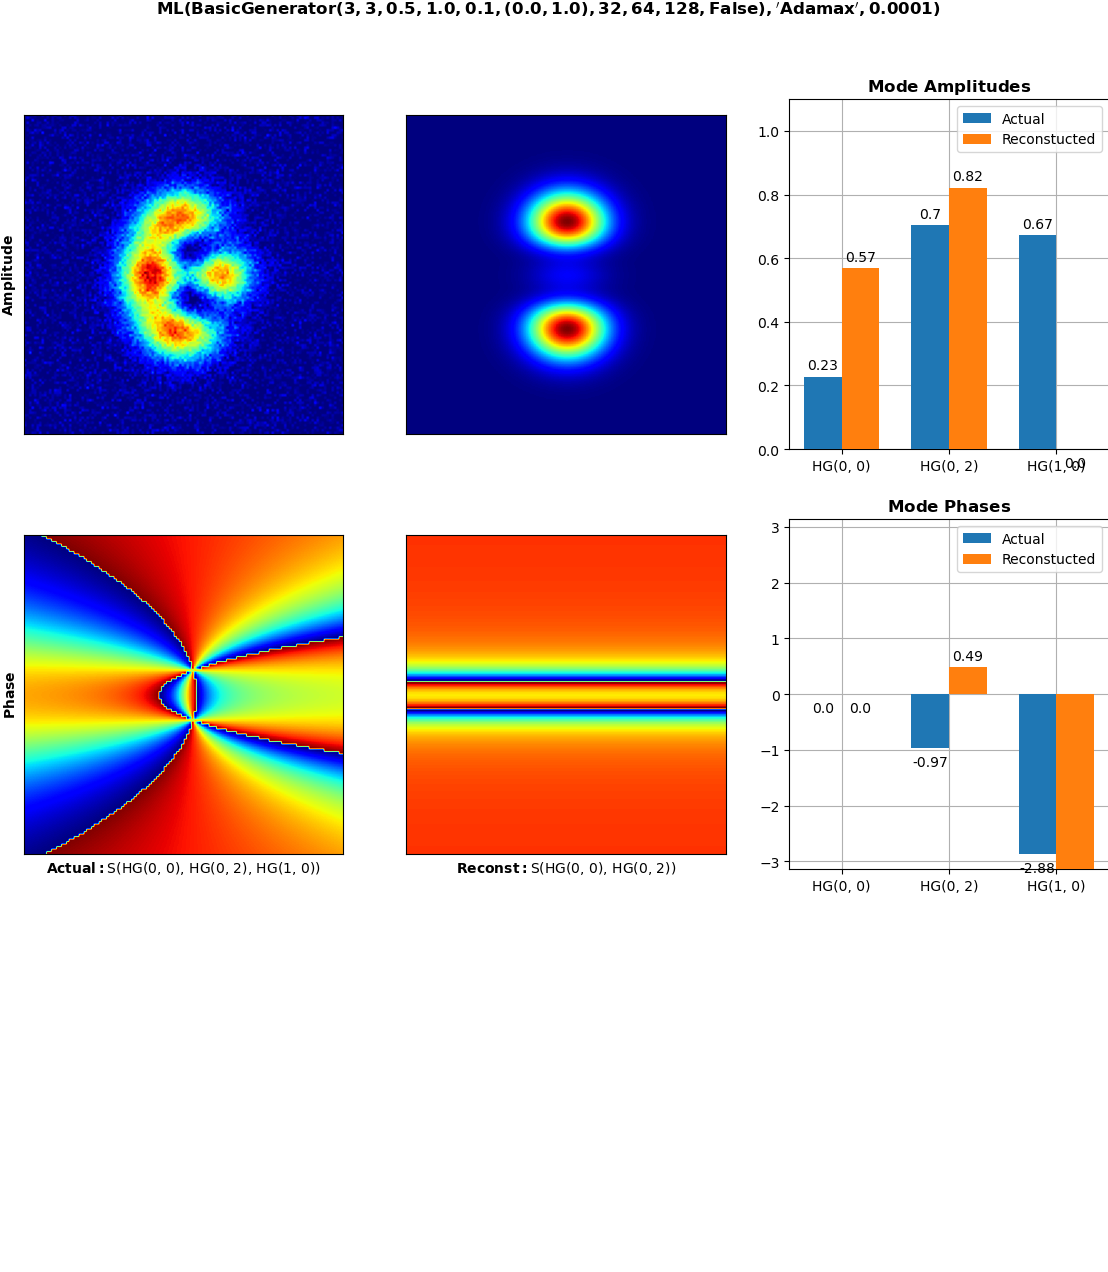 ML(BasicGenerator(3, 3, 0.5, 1.0, 0.1, (0.0, 1.0), 32, 64, 128, False), ′Adamax′, 0.0001)
Amplitude
Mode Amplitudes
Actual
Reconstucted
1.0
0.8
0.6
0.4
0.2
0.0
0.23
0.57
0.7
0.82
0.67
0.0
HG(0, 0)
HG(0, 2)
HG(1, 0)
Phase
Actual: S(HG(0, 0), HG(0, 2), HG(1, 0))
Reconst: S(HG(0, 0), HG(0, 2))
Mode Phases
Actual
Reconstucted
3
2
1
0
−1
−2
−3
0.0
0.0
-0.97
0.49
-2.88
HG(0, 0)
HG(0, 2)
HG(1, 0)